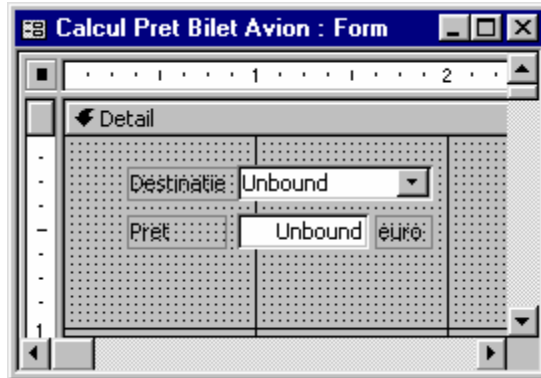 Calcul Pret Bilet Avion : Form
1 2
Detail
Destinatie: Unbound
Pret Unbound euro
1